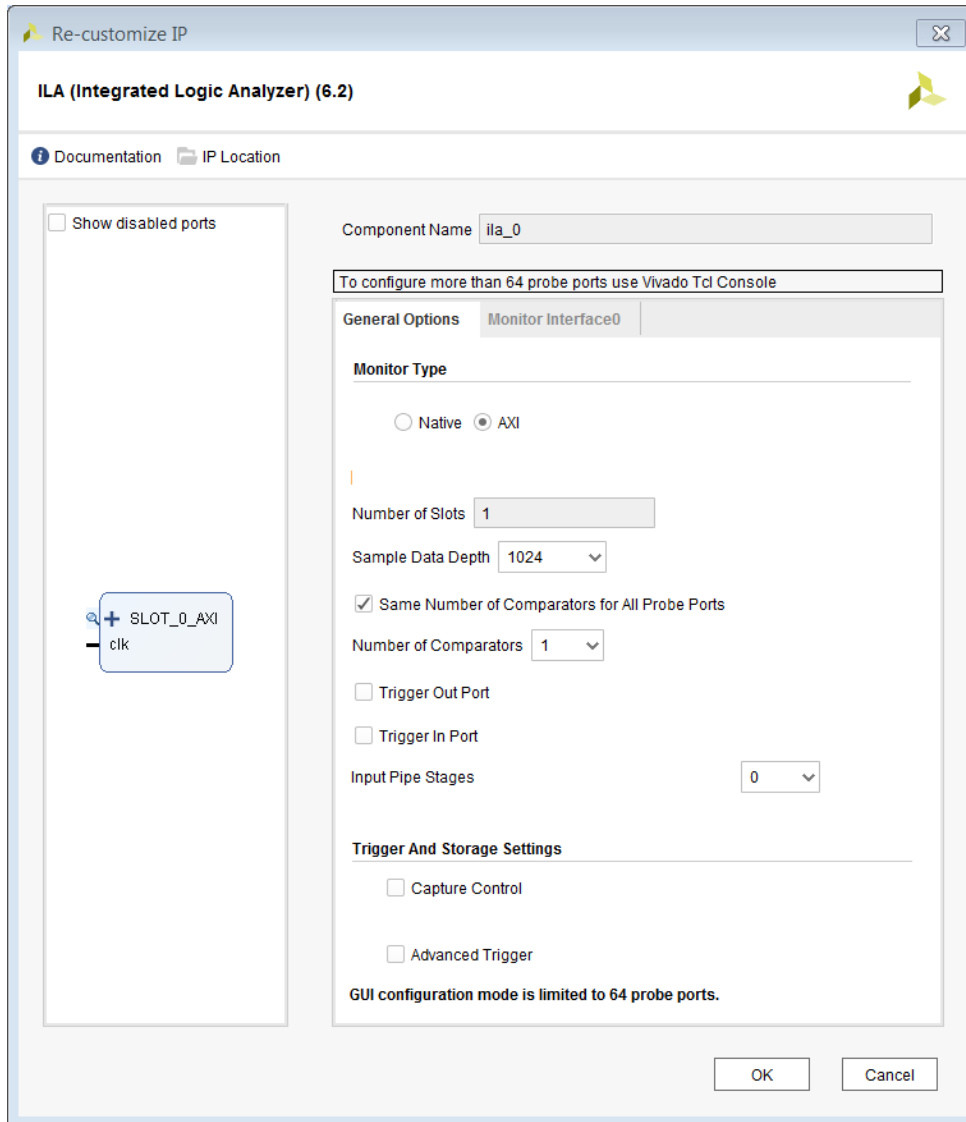 Re-customize IP
ILA (Integrated Logic Analyzer) (6.2)
Documentation IP Location
Show disabled ports
SLOT_0_AXI
clk
Component Name ila_0
To configure more than 64 probe ports use Vivado Tcl Console
General Options Monitor Interface0
Monitor Type
Native AXI
Number of Slots 1
Sample Data Depth 1024
Same Number of Comparators for All Probe Ports
Number of Comparators 1
Trigger Out Port
Trigger In Port
Input Pipe Stages 0
Trigger And Storage Settings
Capture Control
Advanced Trigger
GUI configuration mode is limited to 64 probe ports.
OK Cancel